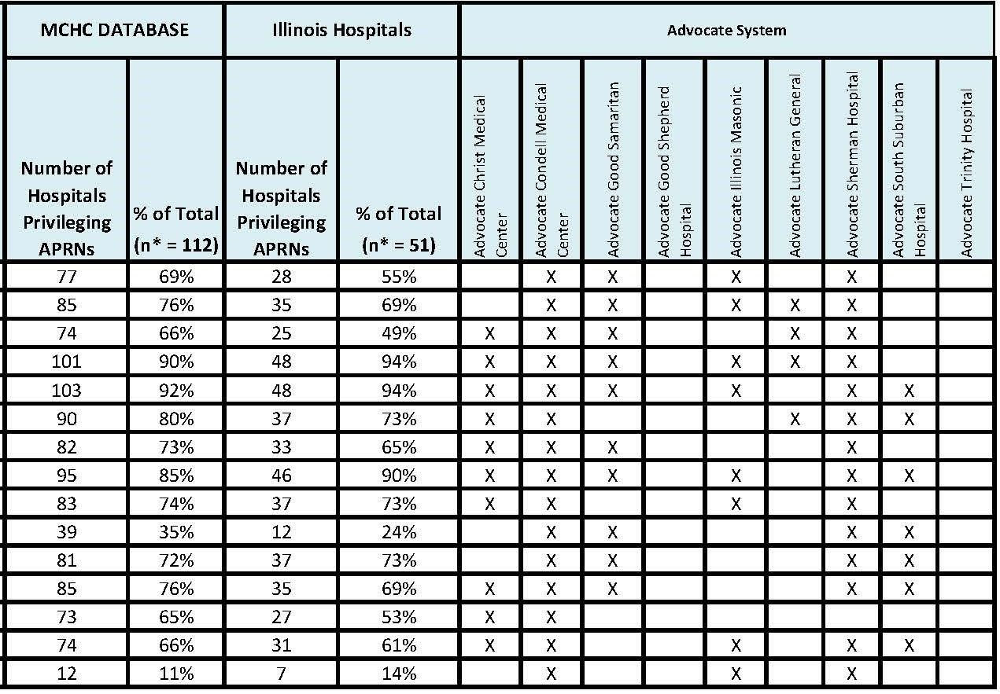 MCHC DATABASE Illinois Hospitals Advocate System
Number of
Hospitals
Privileging
APRNs
% of Total
(n* = 112)
Number of
Hospitals
Privileging
APRNs
% of Total
(n* = 51)
Advocate Christ Medical
Center
Advocate Condell Medical
Center
Advocate Good Samaritan
Advocate Good Shepherd
Hospital
Advocate Illinois Masonic
Advocate Lutheran General
Advocate Sherman Hospital
Advocate South Suburban
Hospital
Advocate Trinity Hospital
77 69% 28 55% X X X X
85 76% 35 69% X X X X X
74 66% 25 49% X X X X X
101 90% 48 94% X X X X X X
103 92% 48 94% X X X X X X
90 80% 37 73% X X X X X
82 73% 33 65% X X X X
95 85% 46 90% X X X X X X
83 74% 37 73% X X X X
39 35% 12 24% X X X X
81 72% 37 73% X X X X
85 76% 35 69% X X X X X
73 65% 27 53% X X
74 66% 31 61% X X X X X
12 11% 7 14% X X X